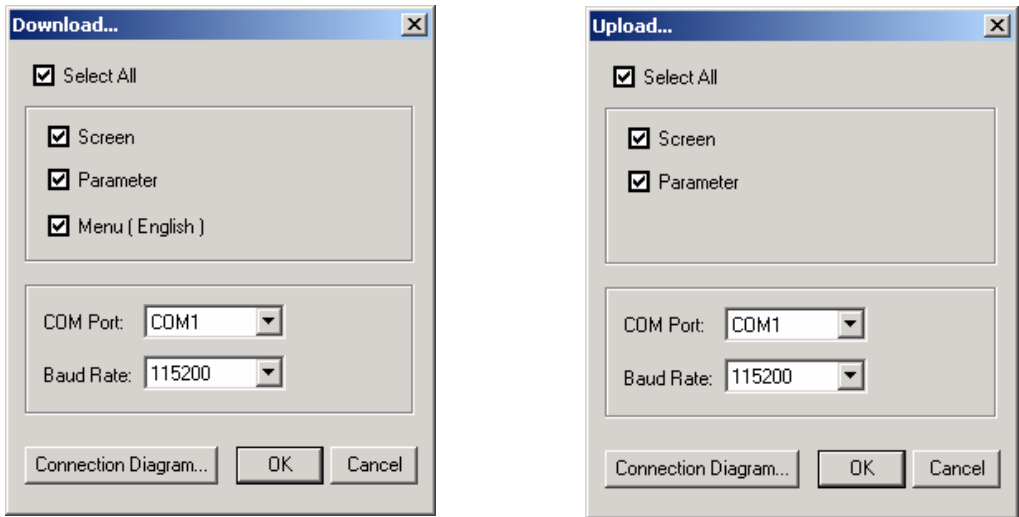 Download...
Select All
Screen
Parameter
Menu ( English )
COM Port: COM1
Baud Rate: 115200
Connection Diagram... OK Cancel
Upload...
Select All
Screen
Parameter
COM Port: COM1
Baud Rate: 115200
Connection Diagram... OK Cancel